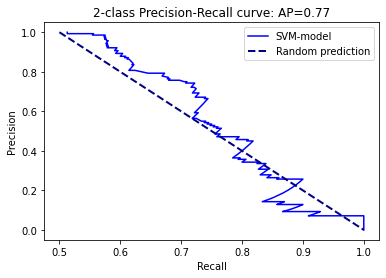 2-class Precision-Recall curve: AP=0.77
SVM-model
Random prediction
Precision
1.0
0.8
0.6
0.4
0.2
0.0
0.5
0.6
0.7
0.8
0.9
1.0
Recall